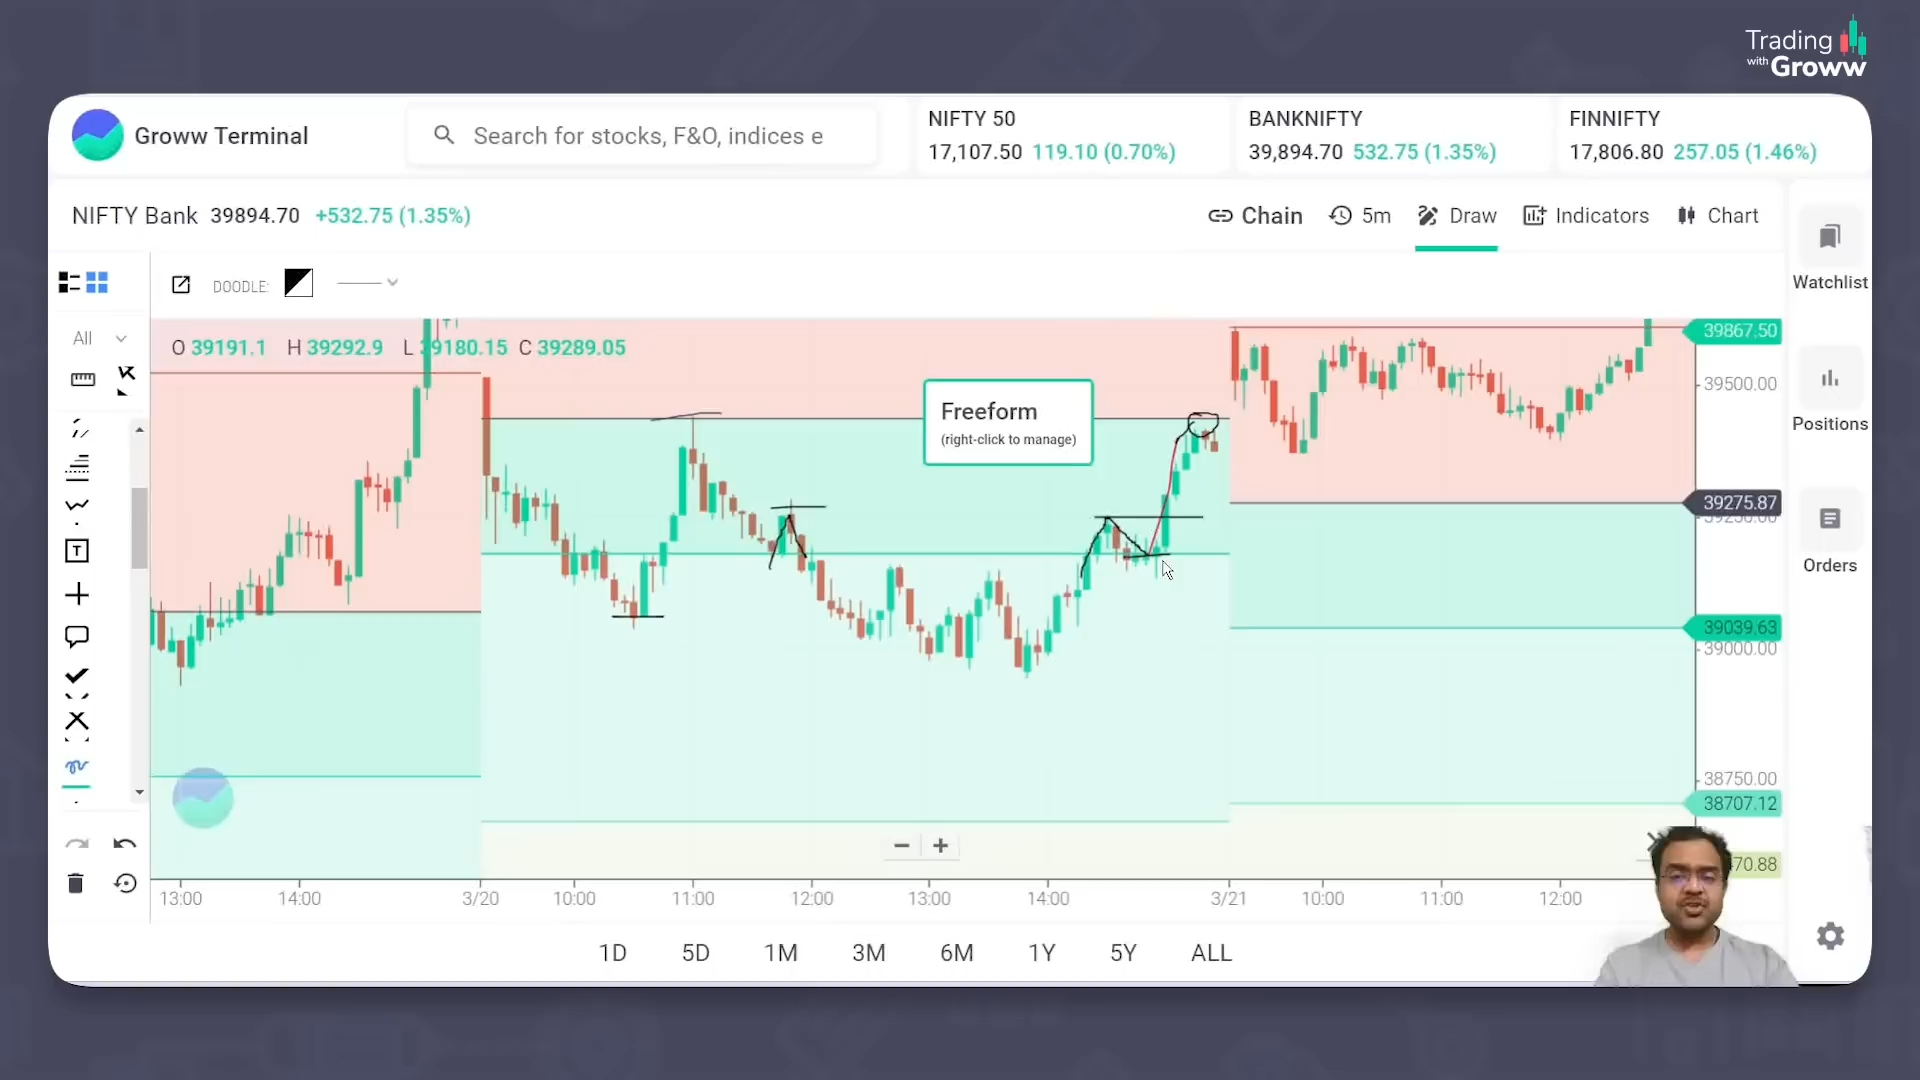 Trading
with Groww
Groww Terminal
Search for stocks, F&O, indices e
NIFTY 50
17,107.50 119.10 (0.70%)
BANKNIFTY
39,894.70 532.75 (1.35%)
FINNIFTY
17,806.80 257.05 (1.46%)
NIFTY Bank 39894.70 +532.75 (1.35%)
Chain
5m
Draw
Indicators
Chart
Watchlist
Positions
Orders
DOODLE:
All
T
O 39191.1 H 39292.9 L 39180.15 C 39289.05
Freeform
(right-click to manage)
39867.50
39500.00
39275.87
39250.00
39039.63
39000.00
38750.00
38707.12
70.88
13:00 14:00 3/20 10:00 11:00 12:00 13:00 14:00 3/21 10:00 11:00 12:00
1D 5D 1M 3M 6M 1Y 5Y ALL